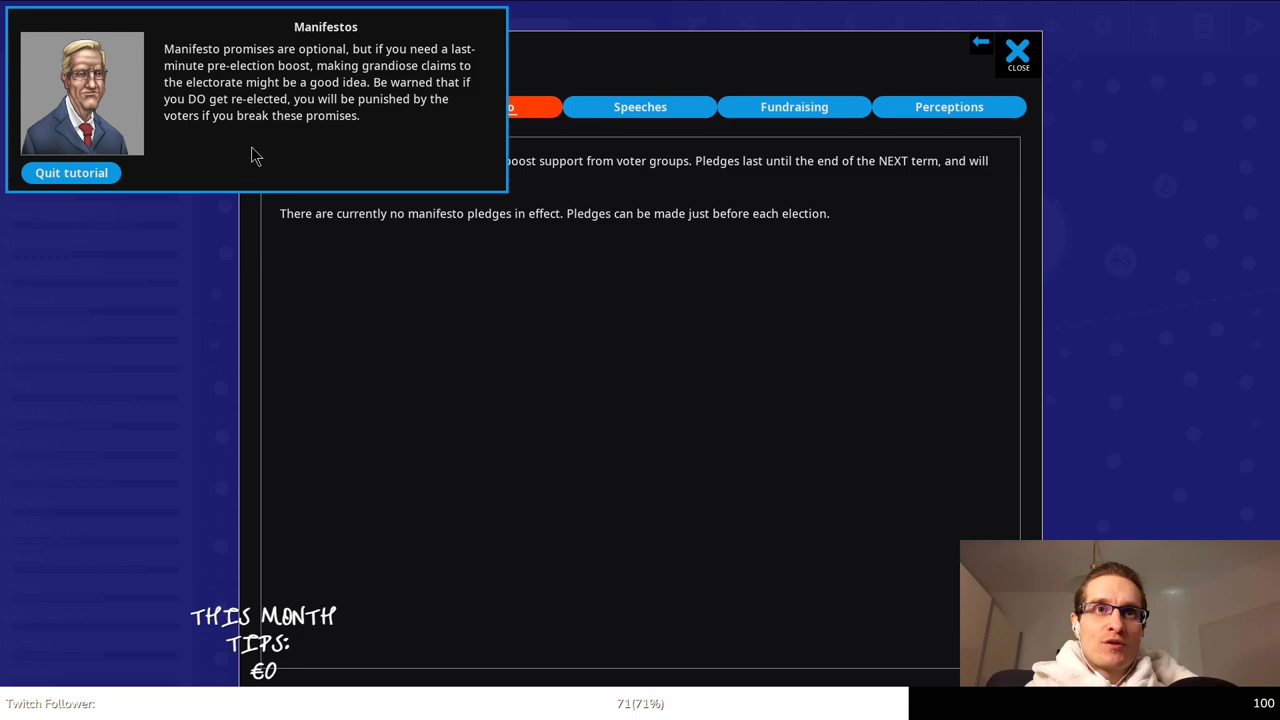 Manifestos
Manifesto promises are optional, but if you need a last-
minute pre-election boost, making grandiose claims to
the electorate might be a good idea. Be warned that if
you DO get re-elected, you will be punished by the
voters if you break these promises.
Quit tutorial
CLOSE
Speeches
Fundraising
Perceptions
boost support from voter groups. Pledges last until the end of the NEXT term, and will
There are currently no manifesto pledges in effect. Pledges can be made just before each election.
THIS MONTH
TIPS:
€0
Twitch Follower:
71(71%)
100